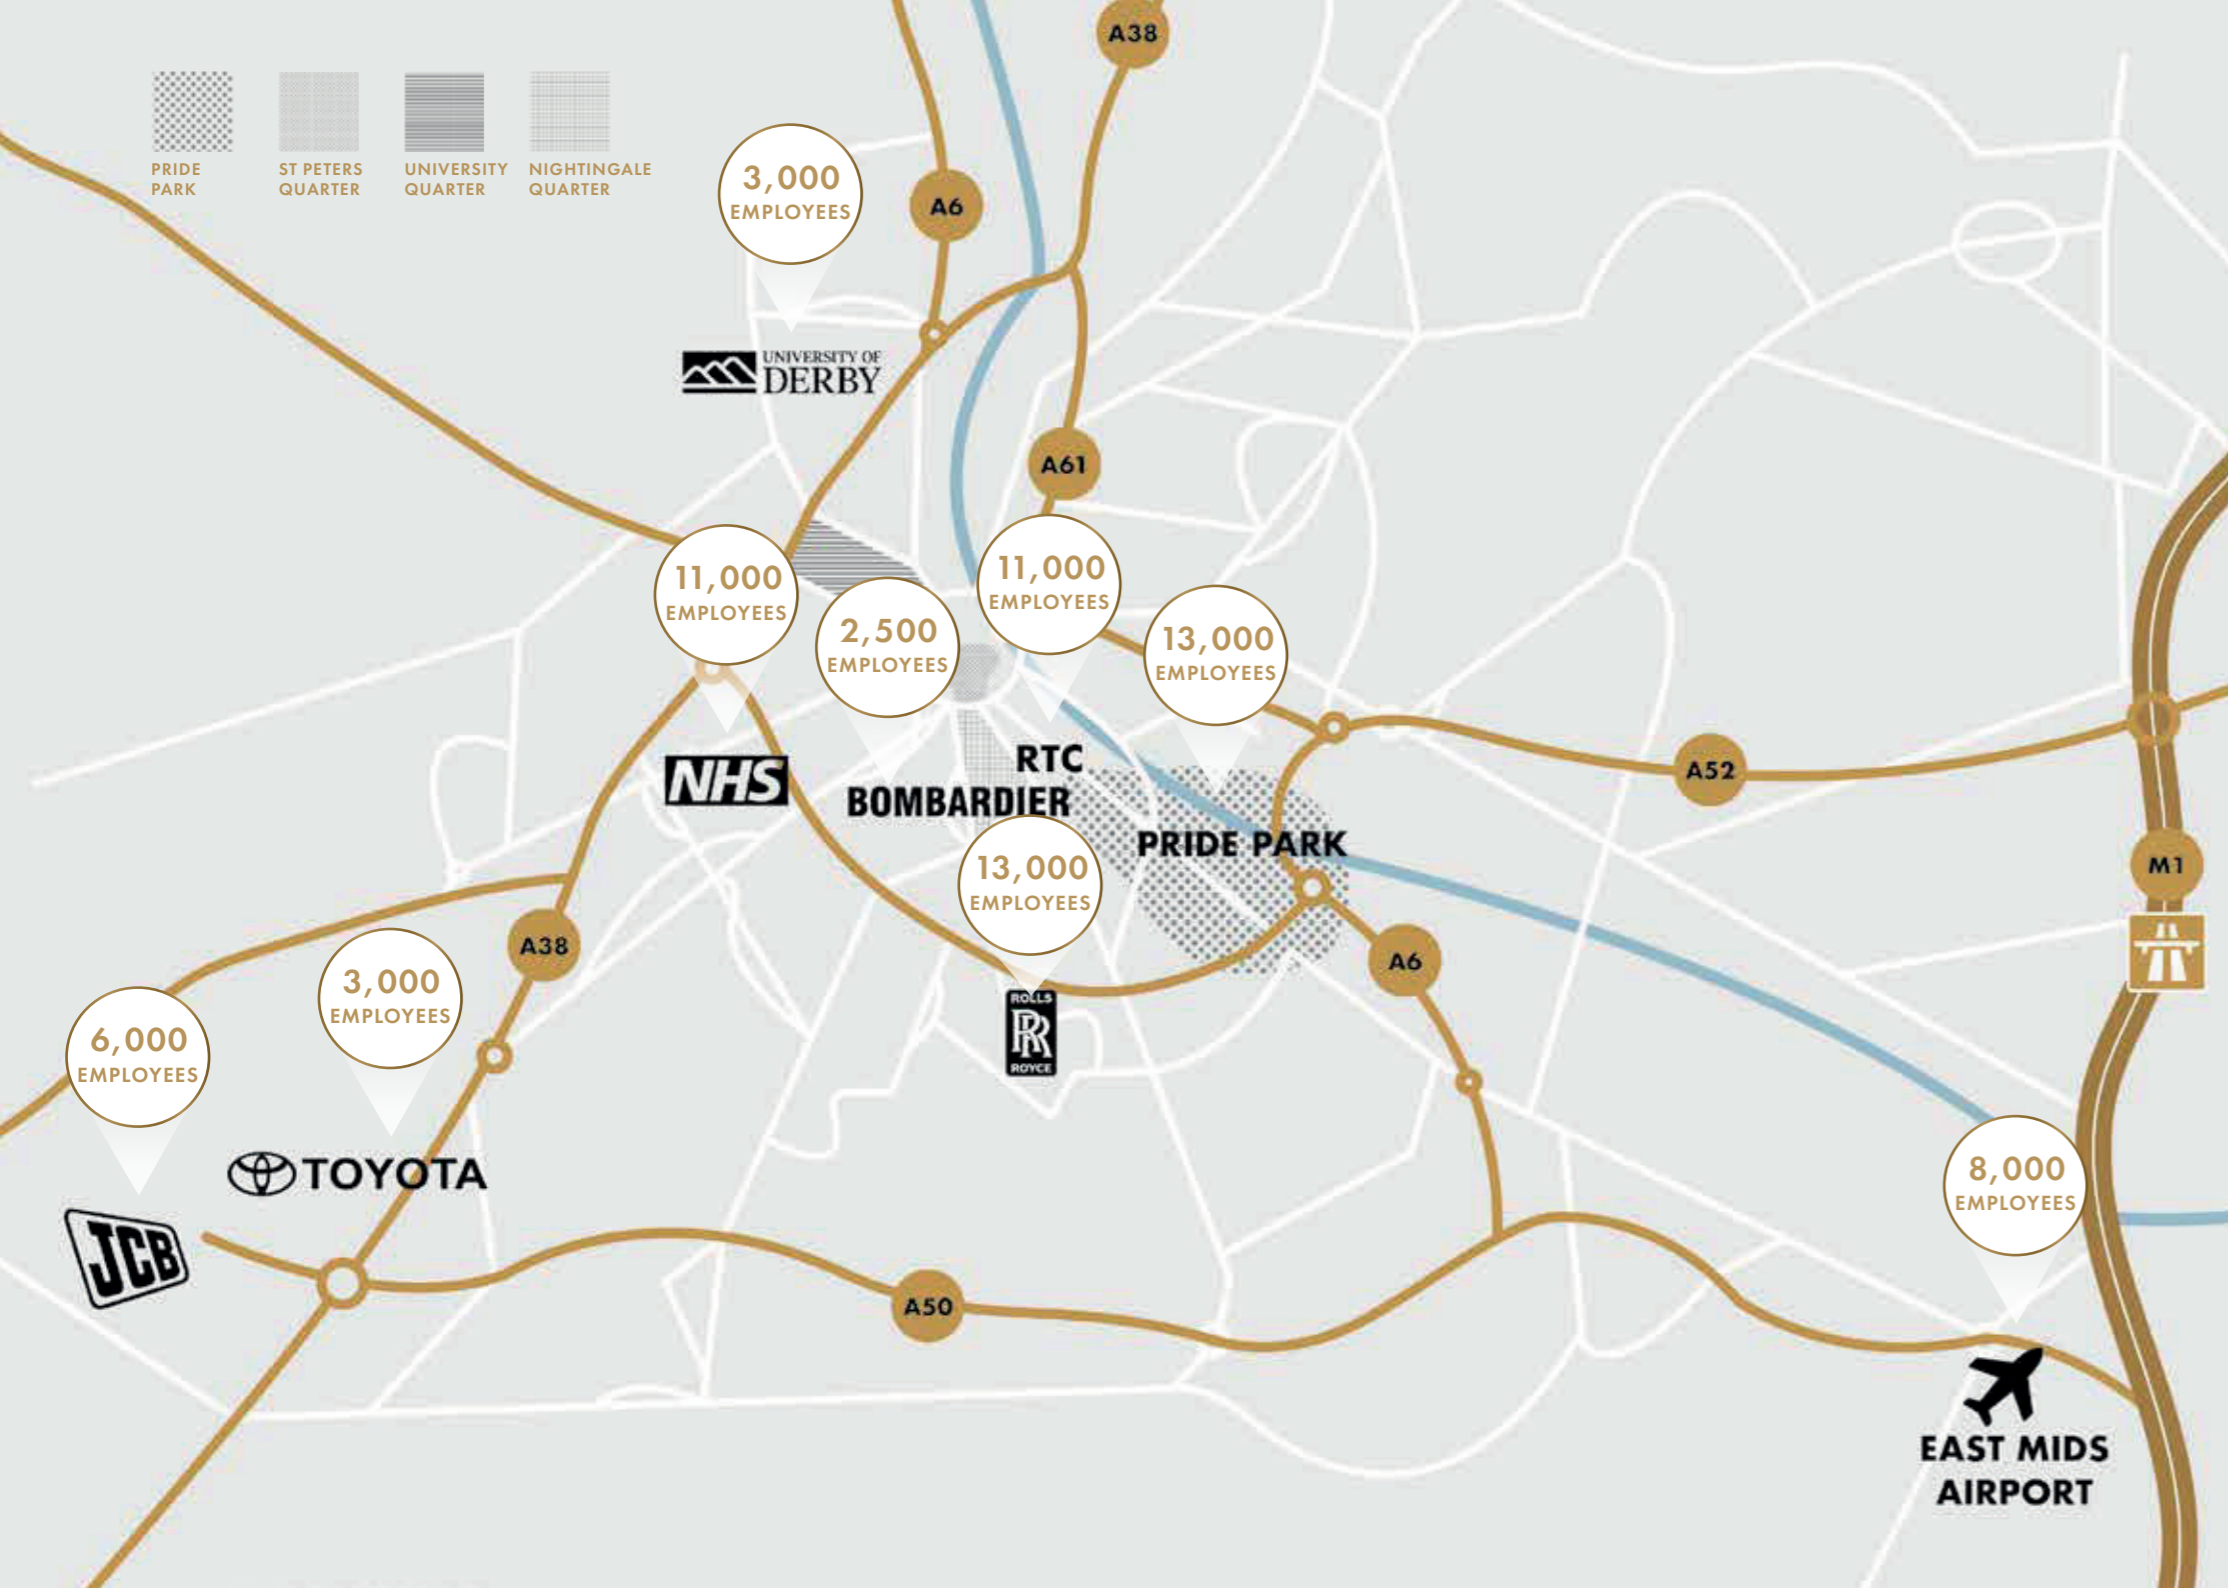 A38
PRIDE
PARK
ST PETERS
QUARTER
UNIVERSITY
QUARTER
NIGHTINGALE
QUARTER
3,000
EMPLOYEES
A6
UNIVERSITY OF
DERBY
A61
11,000
EMPLOYEES
2,500
EMPLOYEES
11,000
EMPLOYEES
13,000
EMPLOYEES
NHS
RTC
BOMBARDIER
PRIDE PARK
A52
M1
13,000
EMPLOYEES
A38
A6
3,000
EMPLOYEES
6,000
EMPLOYEES
ROLLS
RR
ROYCE
TOYOTA
JCB
8,000
EMPLOYEES
A50
EAST MIDS
AIRPORT